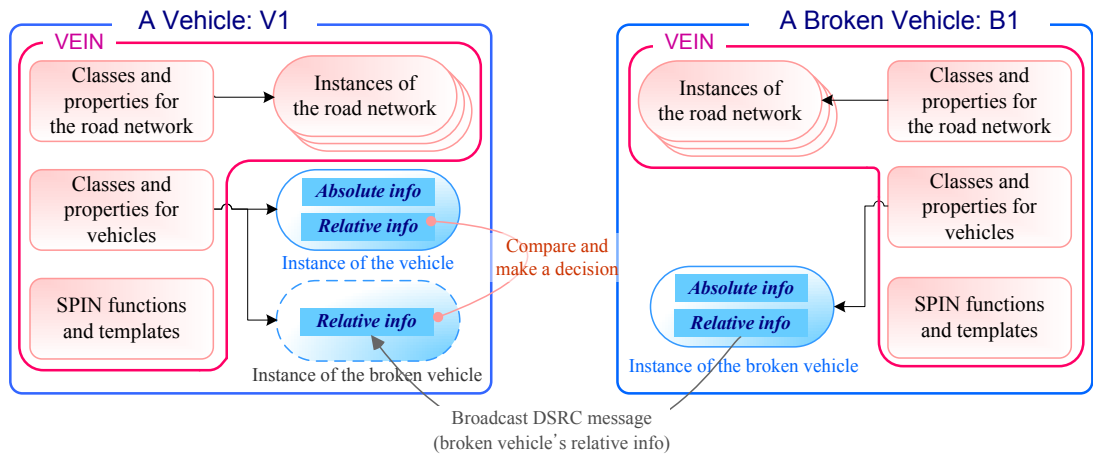 A Vehicle: V1
VEIN
Classes and
properties for
the road network
Instances of
the road network
Classes and
properties for
vehicles
Absolute info
Relative info
Instance of the vehicle
SPIN functions
and templates
Relative info
Instance of the broken vehicle
Compare and
make a decision
A Broken Vehicle: B1
VEIN
Instances of
the road network
Classes and
properties for
the road network
Classes and
properties for
vehicles
Absolute info
Relative info
Instance of the broken vehicle
SPIN functions
and templates
Broadcast DSRC message
(broken vehicle's relative info)